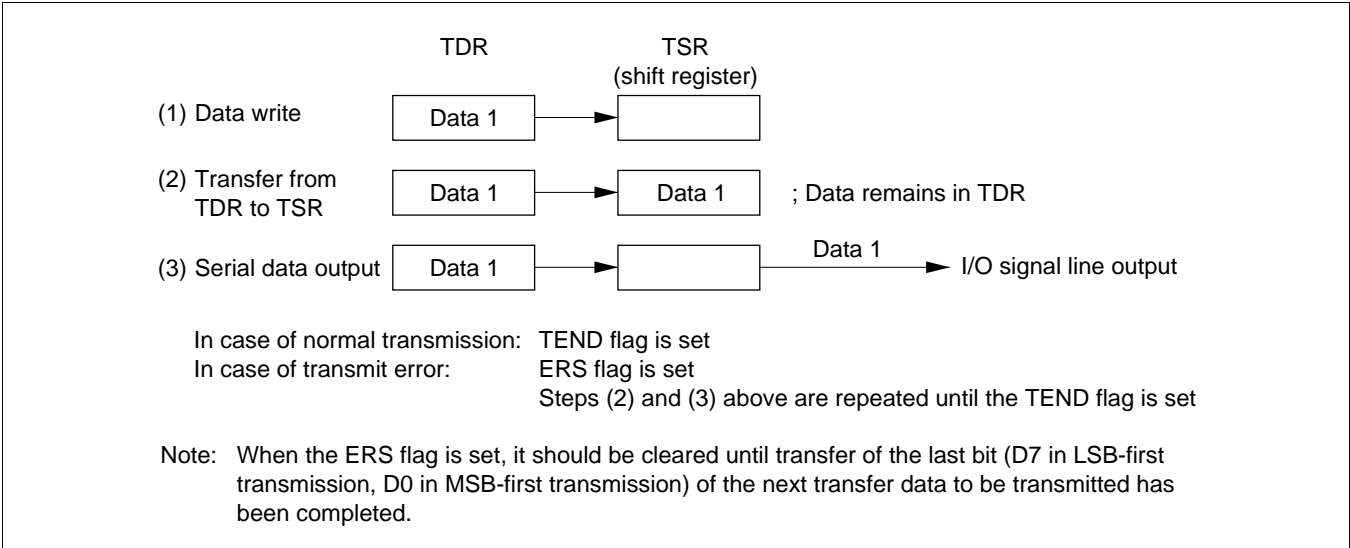 TDR TSR
(shift register)
(1) Data write Data 1
(2) Transfer from
TDR to TSR Data 1 Data 1 ; Data remains in TDR
(3) Serial data output Data 1 Data 1 I/O signal line output
In case of normal transmission: TEND flag is set
In case of transmit error: ERS flag is set
Steps (2) and (3) above are repeated until the TEND flag is set
Note: When the ERS flag is set, it should be cleared until transfer of the last bit (D7 in LSB-first
transmission, D0 in MSB-first transmission) of the next transfer data to be transmitted has
been completed.